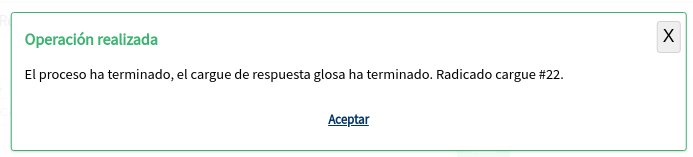 Operación realizada
X
El proceso ha terminado, el cargue de respuesta glosa ha terminado. Radicado cargue #22.
Aceptar